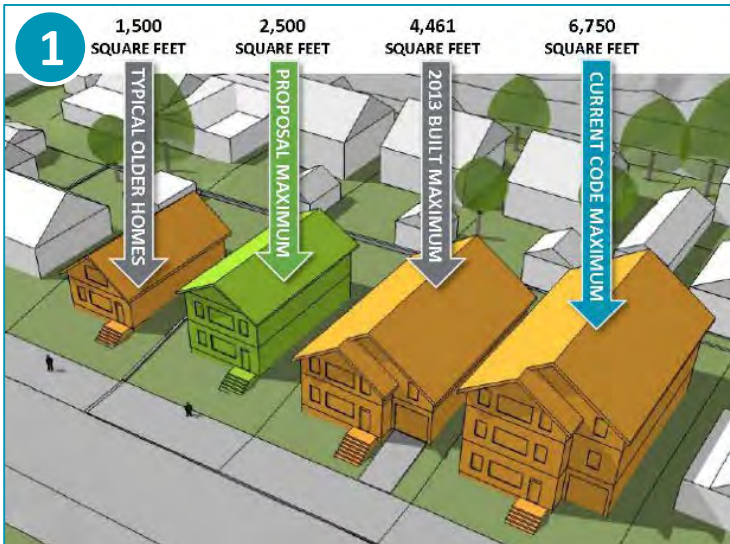 1
1,500
SQUARE FEET
2,500
SQUARE FEET
4,461
SQUARE FEET
6,750
SQUARE FEET
TYPICAL OLDER HOMES
PROPOSAL MAXIMUM
2013 BUILT MAXIMUM
CURRENT CODE MAXIMUM